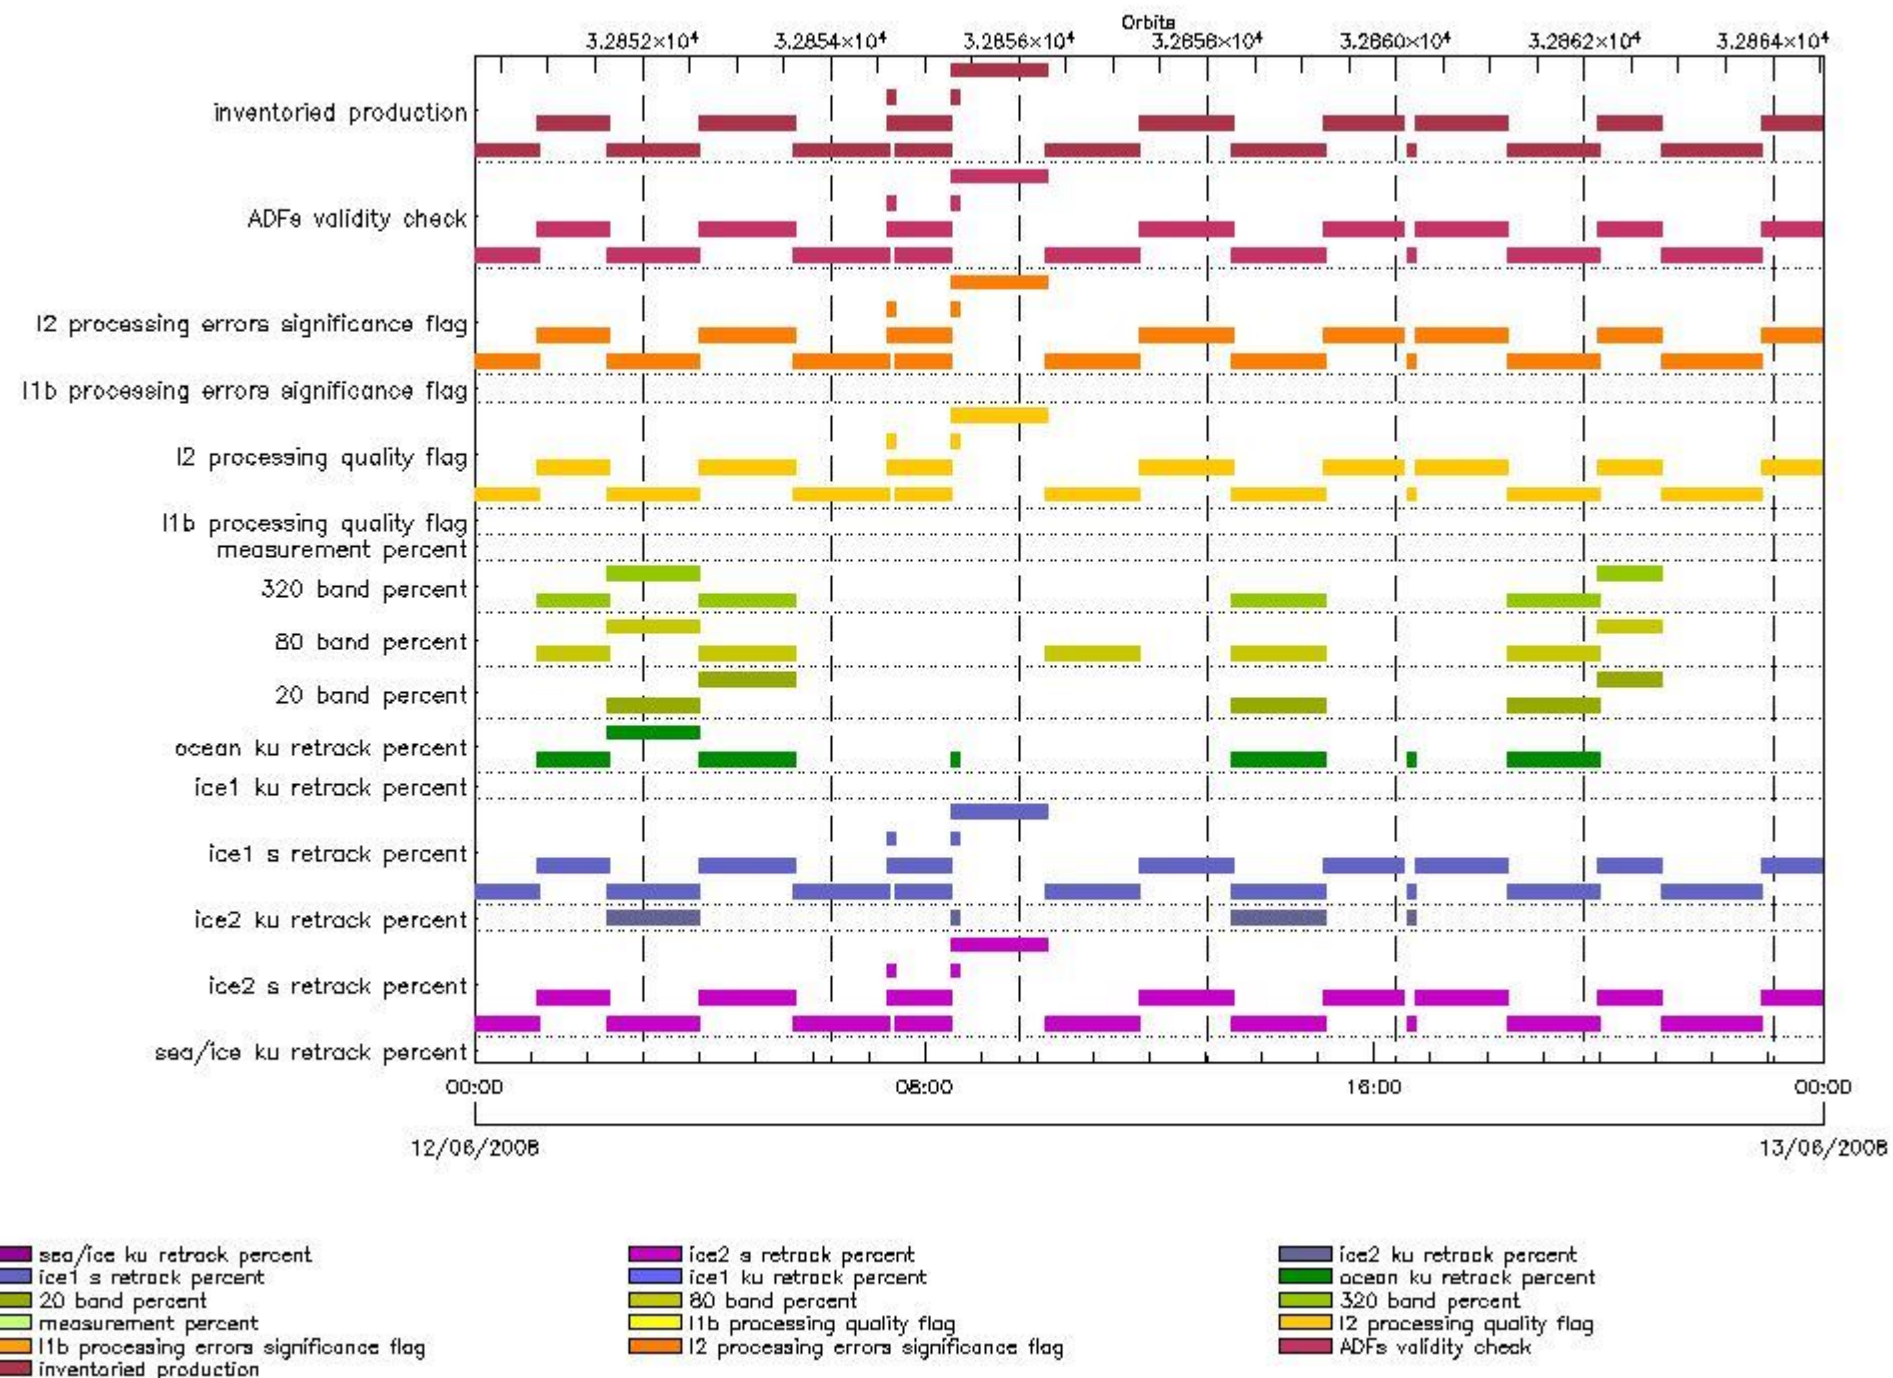 Orbits
3.2852×10⁴ 3.2854×10⁴ 3.2856×10⁴ 3.2858×10⁴ 3.2860×10⁴ 3.2862×10⁴ 3.2864×10⁴
inventoried production
ADFs validity check
l2 processing errors significance flag
l1b processing errors significance flag
l2 processing quality flag
l1b processing quality flag
measurement percent
320 band percent
80 band percent
20 band percent
ocean ku retrack percent
ice1 ku retrack percent
ice1 s retrack percent
ice2 ku retrack percent
ice2 s retrack percent
sea/ice ku retrack percent
00:00 08:00 16:00 00:00
12/06/2008 13/06/2008
sea/ice ku retrack percent ice2 s retrack percent ice2 ku retrack percent
ice1 s retrack percent ice1 ku retrack percent ocean ku retrack percent
20 band percent 80 band percent 320 band percent
measurement percent l1b processing quality flag l2 processing quality flag
l1b processing errors significance flag l2 processing errors significance flag ADFs validity check
inventoried production